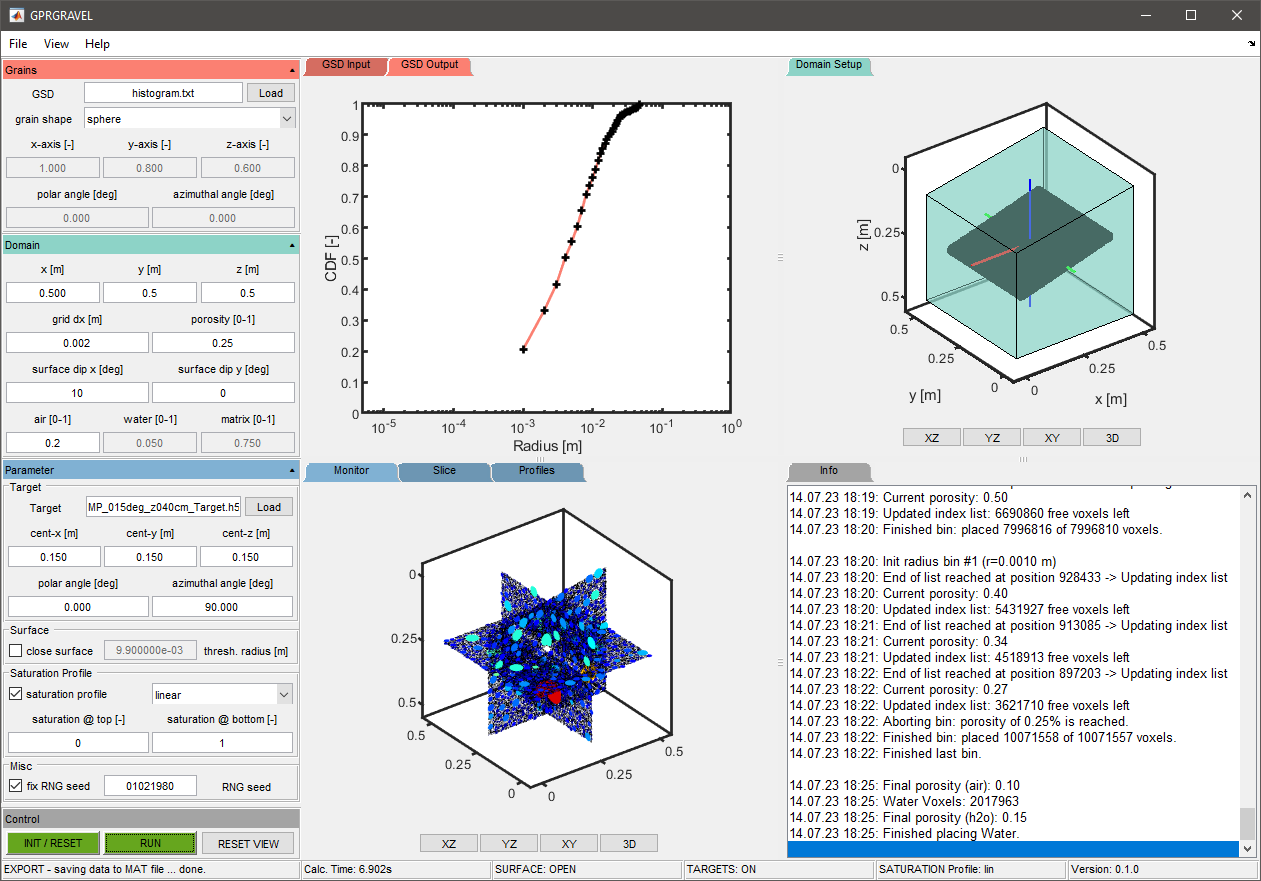 GPRGRAVEL
File View Help
Grains
GSD histogram.txt Load
grain shape sphere
x-axis [-] y-axis [-] z-axis [-]
1.000 0.800 0.600
polar angle [deg] azimuthal angle [deg]
0.000 0.000
Domain
x [m] y [m] z [m]
0.500 0.5 0.5
grid dx [m] porosity [0-1]
0.002 0.25
surface dip x [deg] surface dip y [deg]
10 0
air [0-1] water [0-1] matrix [0-1]
0.2 0.050 0.750
Parameter
Target
Target MP_015deg_z040cm_Target.h5 Load
cent-x [m] cent-y [m] cent-z [m]
0.150 0.150 0.150
polar angle [deg] azimuthal angle [deg]
0.000 90.000
Surface
close surface 9.900000e-03 thresh. radius [m]
Saturation Profile
saturation profile linear
saturation @ top [-] saturation @ bottom [-]
0 1
Misc
fix RNG seed 01021980 RNG seed
Control
INIT / RESET RUN RESET VIEW
GSD Input GSD Output
1
0.9
0.8
0.7
0.6
0.5
0.4
0.3
0.2
0.1
0
CDF [-]
10-5 10-4 10-3 10-2 10-1 100
Radius [m]
Domain Setup
0
0.25
0.5
z [m]
0.5 0.25 0
y [m]
0 0.25 0.5
x [m]
XZ YZ XY 3D
Monitor Slice Profiles
0
0.25
0.5
0.5 0.25 0
0 0.25 0.5
XZ YZ XY 3D
Info
14.07.23 18:19: Current porosity: 0.50
14.07.23 18:19: Updated index list: 6690860 free voxels left
14.07.23 18:20: Finished bin: placed 7996816 of 7996810 voxels.
14.07.23 18:20: Init radius bin #1 (r=0.0010 m)
14.07.23 18:20: End of list reached at position 928433 -> Updating index list
14.07.23 18:20: Current porosity: 0.40
14.07.23 18:20: Updated index list: 5431927 free voxels left
14.07.23 18:21: End of list reached at position 913085 -> Updating index list
14.07.23 18:21: Current porosity: 0.34
14.07.23 18:21: Updated index list: 4518913 free voxels left
14.07.23 18:22: End of list reached at position 897203 -> Updating index list
14.07.23 18:22: Current porosity: 0.27
14.07.23 18:22: Updated index list: 3621710 free voxels left
14.07.23 18:22: Aborting bin: porosity of 0.25% is reached.
14.07.23 18:22: Finished bin: placed 10071558 of 10071557 voxels.
14.07.23 18:22: Finished last bin.
14.07.23 18:25: Final porosity (air): 0.10
14.07.23 18:25: Water Voxels: 2017963
14.07.23 18:25: Final porosity (h2o): 0.15
14.07.23 18:25: Finished placing Water.
EXPORT - saving data to MAT file ... done. Calc. Time: 6.902s SURFACE: OPEN TARGETS: ON SATURATION Profile: lin Version: 0.1.0